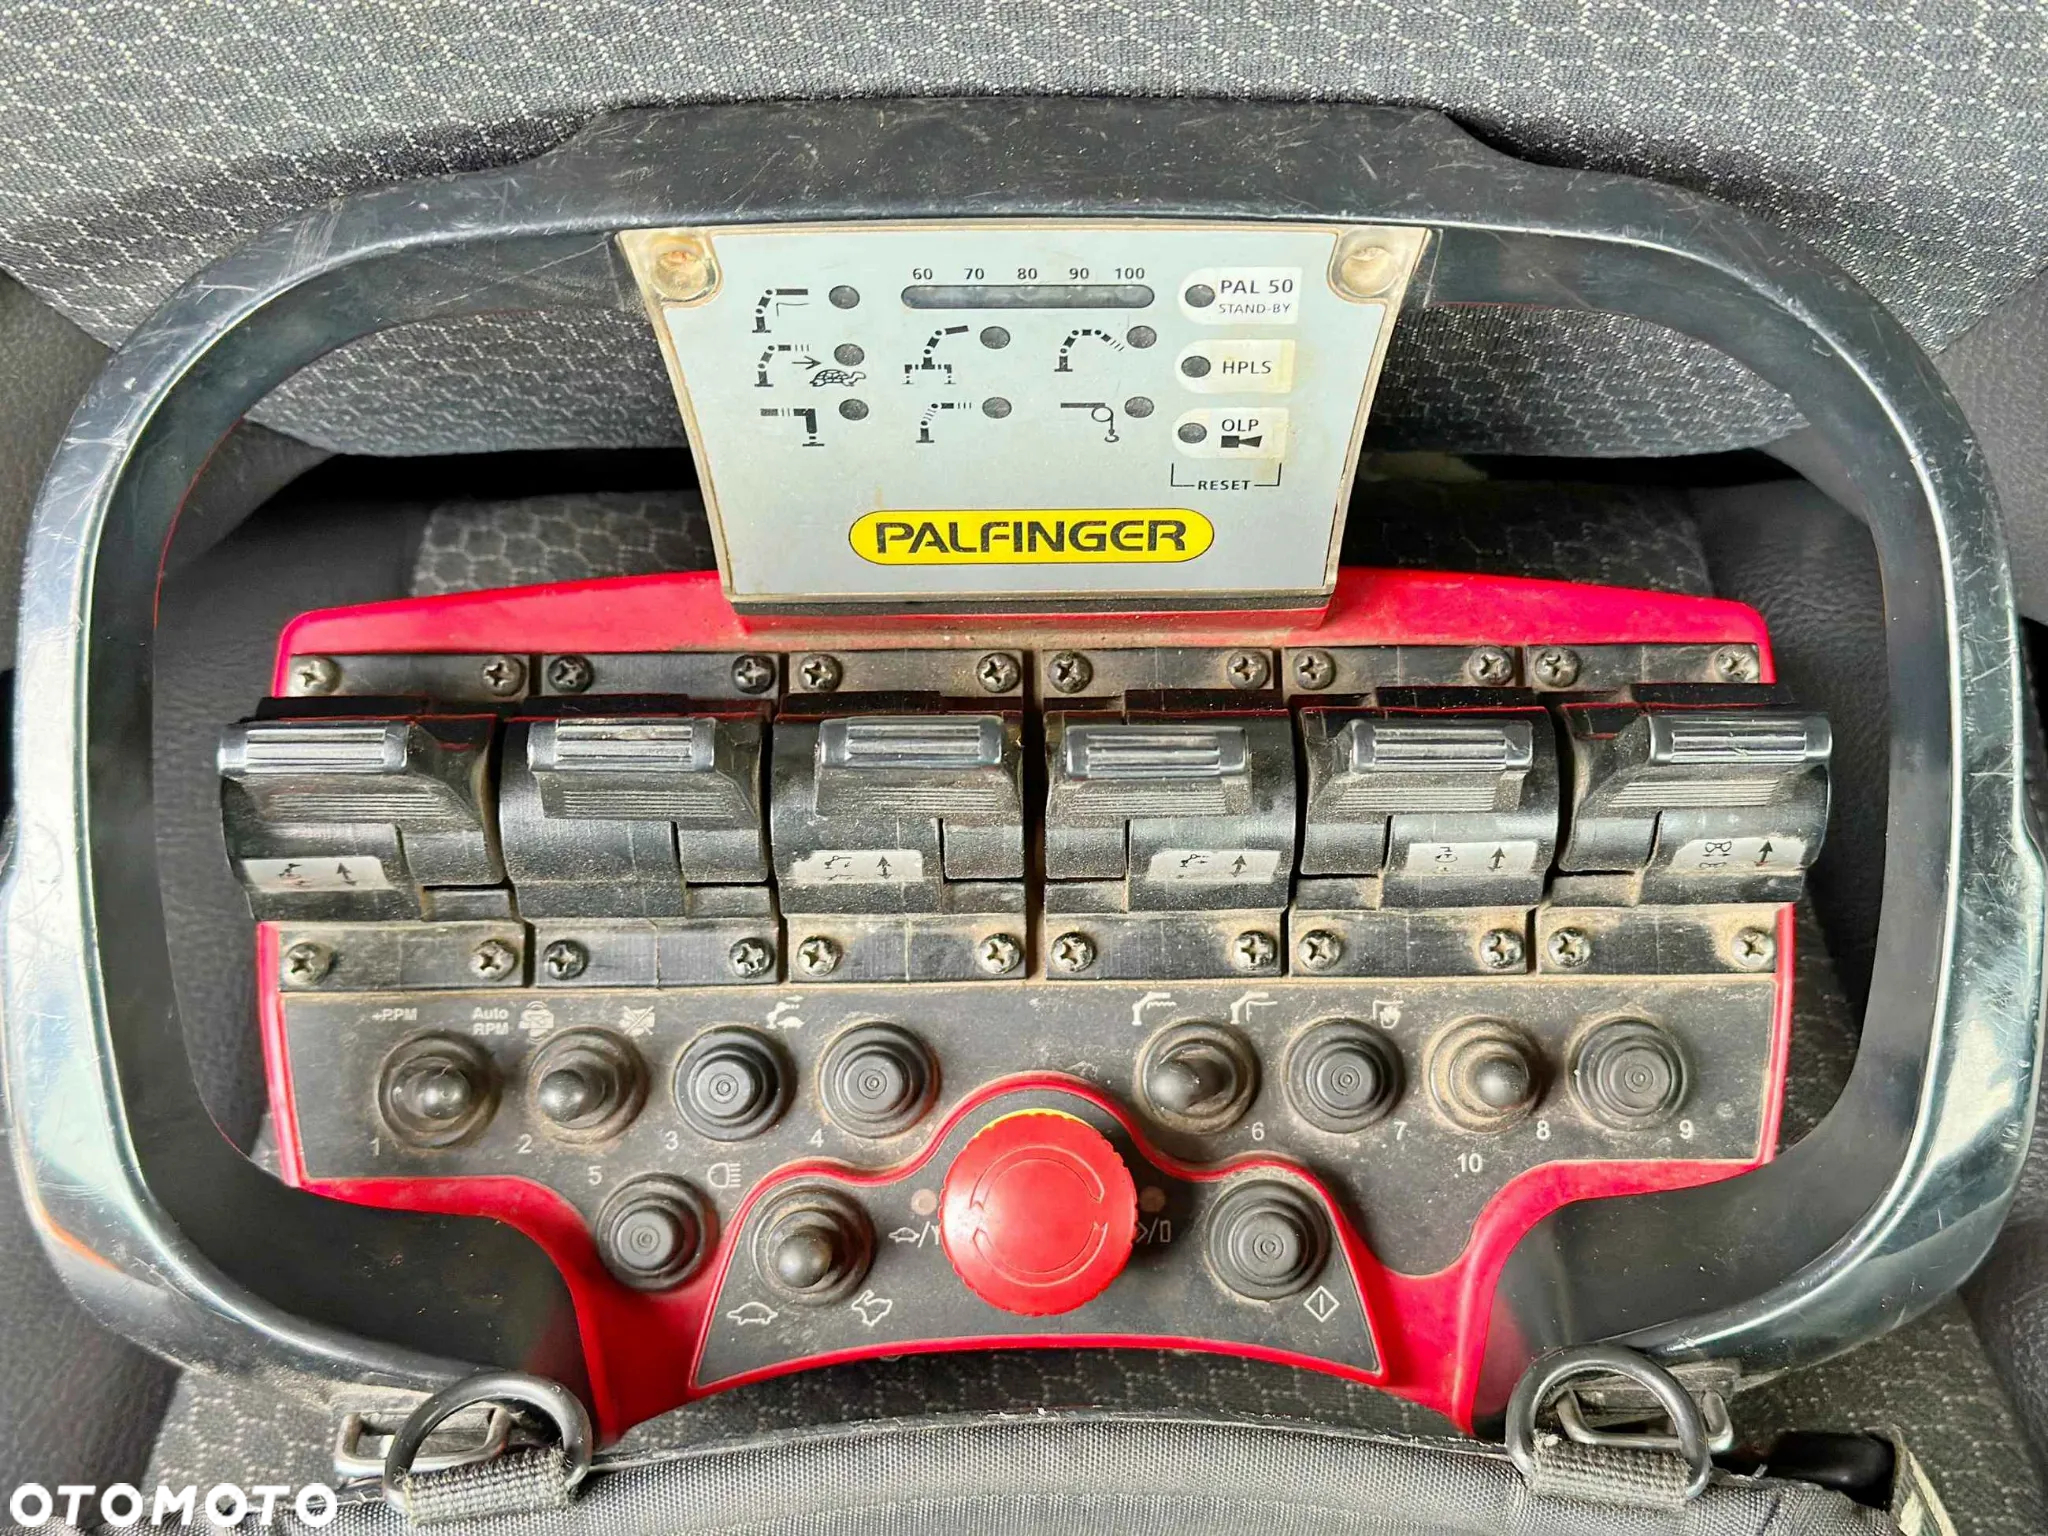 60 70 80 90 100
PAL 50
STAND-BY
HPLS
OLP
RESET
PALFINGER
+RPM
Auto
RPM
1
2
3
4
5
6
7
8
9
10
OTOMOTO